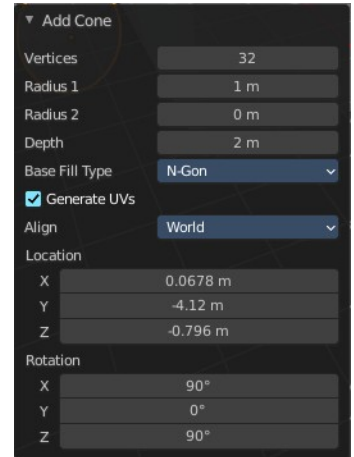 Add Cone
Vertices 32
Radius 1 1 m
Radius 2 0 m
Depth 2 m
Base Fill Type N-Gon
Generate UVs
Align World
Location
X 0.0678 m
Y -4.12 m
Z -0.796 m
Rotation
X 90°
Y 0°
Z 90°